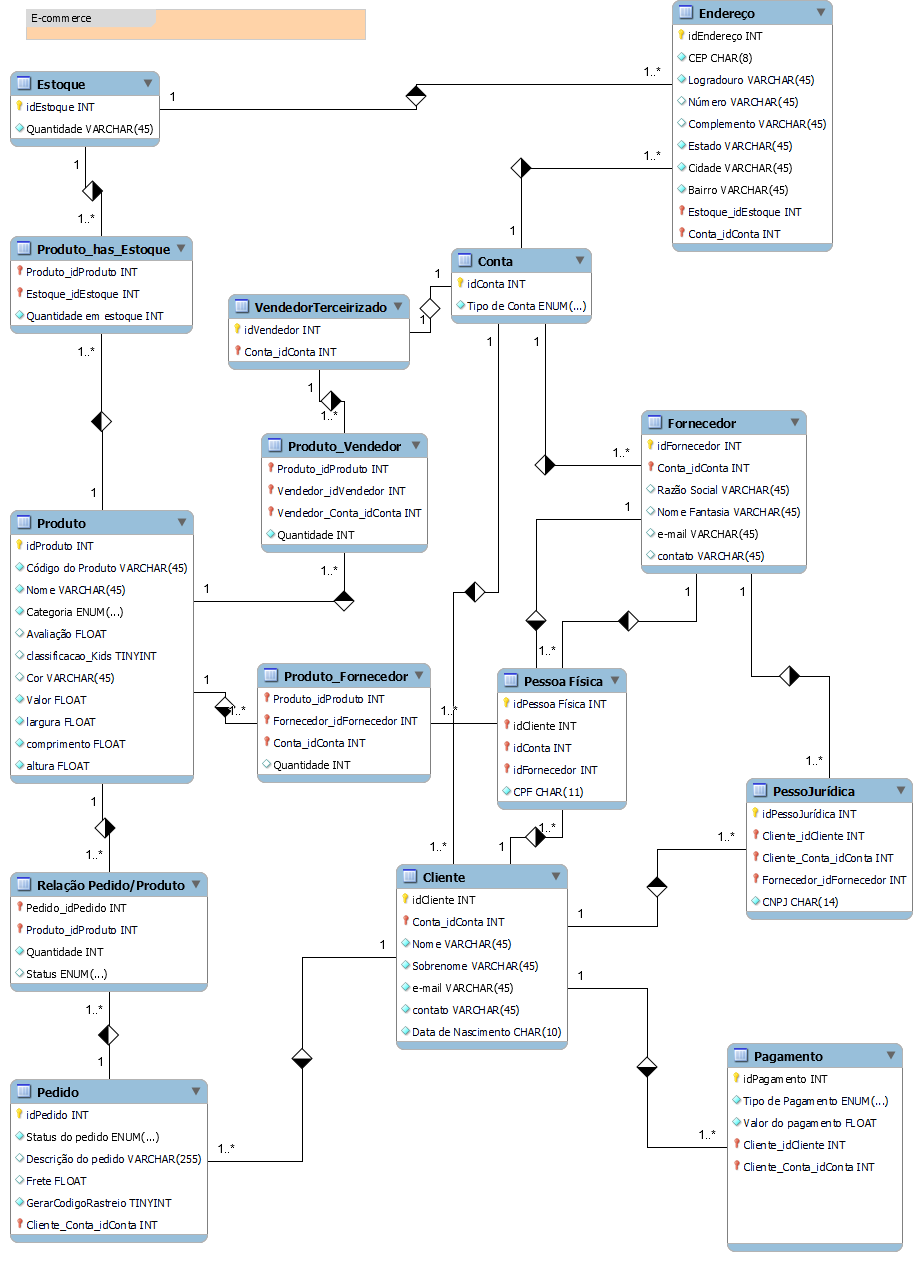 E-commerce
Endereço
idEndereço INT
CEP CHAR(8)
Logradouro VARCHAR(45)
Número VARCHAR(45)
Complemento VARCHAR(45)
Estado VARCHAR(45)
Cidade VARCHAR(45)
Bairro VARCHAR(45)
Estoque_idEstoque INT
Conta_idConta INT
Estoque
idEstoque INT
Quantidade VARCHAR(45)
1
1..*
1
1..*
1..*
1
Produto_has_Estoque
Produto_idProduto INT
Estoque_idEstoque INT
Quantidade em estoque INT
1..*
1
Conta
idConta INT
Tipo de Conta ENUM(...)
1
1
1
1
VendedorTerceirizado
idVendedor INT
Conta_idConta INT
1
1..*
Produto_Vendedor
Produto_idProduto INT
Vendedor_idVendedor INT
Vendedor_Conta_idConta INT
Quantidade INT
1..*
1
Fornecedor
idFornecedor INT
Conta_idConta INT
Razão Social VARCHAR(45)
Nome Fantasia VARCHAR(45)
e-mail VARCHAR(45)
contato VARCHAR(45)
1..*
1
1
1
Produto
idProduto INT
Código do Produto VARCHAR(45)
Nome VARCHAR(45)
Categoria ENUM(...)
Avaliação FLOAT
classificacao_Kids TINYINT
Cor VARCHAR(45)
Valor FLOAT
largura FLOAT
comprimento FLOAT
altura FLOAT
1
1..*
Produto_Fornecedor
Produto_idProduto INT
Fornecedor_idFornecedor INT
Conta_idConta INT
Quantidade INT
1..*
1..*
Pessoa Física
idPessoa Física INT
idCliente INT
idConta INT
idFornecedor INT
CPF CHAR(11)
1..*
1
1..*
PessoJurídica
idPessoJurídica INT
Cliente_idCliente INT
Cliente_Conta_idConta INT
Fornecedor_idFornecedor INT
CNPJ CHAR(14)
1..*
1
1
1..*
Relação Pedido/Produto
Pedido_idPedido INT
Produto_idProduto INT
Quantidade INT
Status ENUM(...)
1..*
1
Cliente
idCliente INT
Conta_idConta INT
Nome VARCHAR(45)
Sobrenome VARCHAR(45)
e-mail VARCHAR(45)
contato VARCHAR(45)
Data de Nascimento CHAR(10)
1..*
1
1
Pedido
idPedido INT
Status do pedido ENUM(...)
Descrição do pedido VARCHAR(255)
Frete FLOAT
GerarCodigoRastreio TINYINT
Cliente_Conta_idConta INT
1..*
Pagamento
idPagamento INT
Tipo de Pagamento ENUM(...)
Valor do pagamento FLOAT
Cliente_idCliente INT
Cliente_Conta_idConta INT
1..*